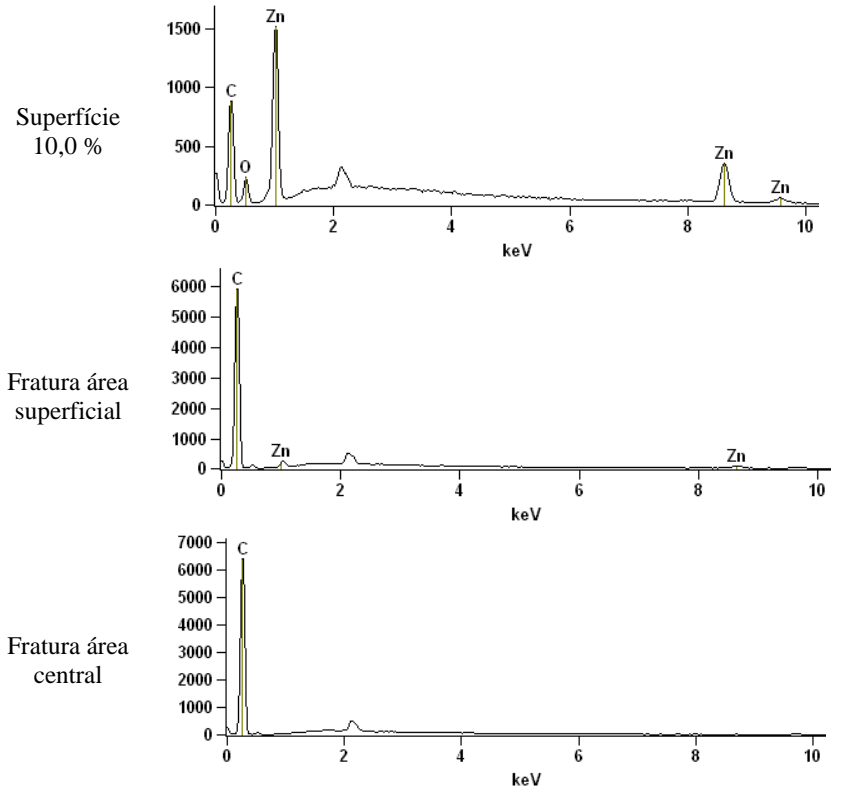 Superfície
10,0 %
1500
1000
500
0
C
O
Zn
Zn
Zn
0 2 4 6 8 10
keV
Fratura área
superficial
6000
5000
4000
3000
2000
1000
0
C
Zn
Zn
0 2 4 6 8 10
keV
Fratura área
central
7000
6000
5000
4000
3000
2000
1000
0
C
0 2 4 6 8 10
keV